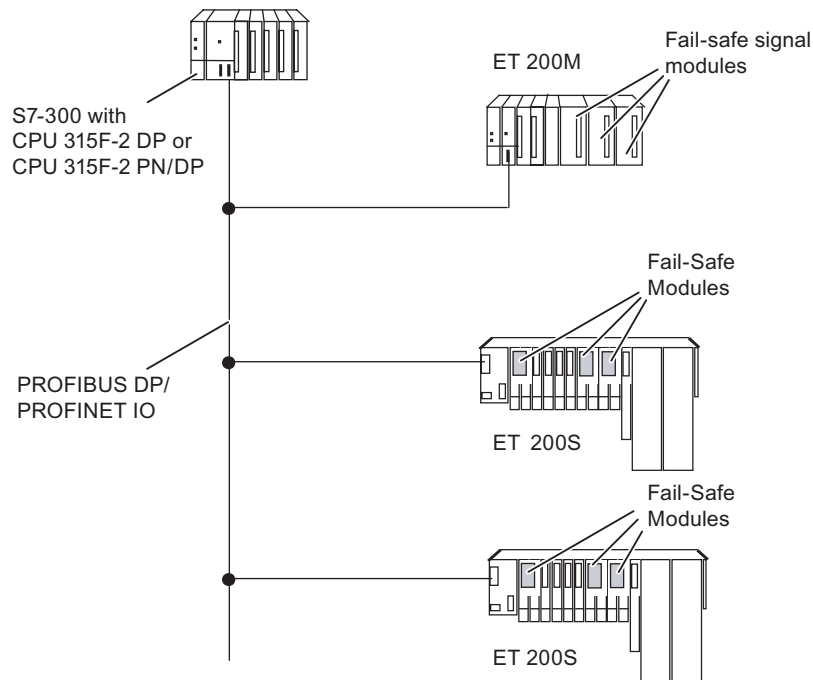 Fail-safe signal
modules
ET 200M
S7-300 with
CPU 315F-2 DP or
CPU 315F-2 PN/DP
Fail-Safe
Modules
PROFIBUS DP/
PROFINET IO
ET 200S
Fail-Safe
Modules
ET 200S